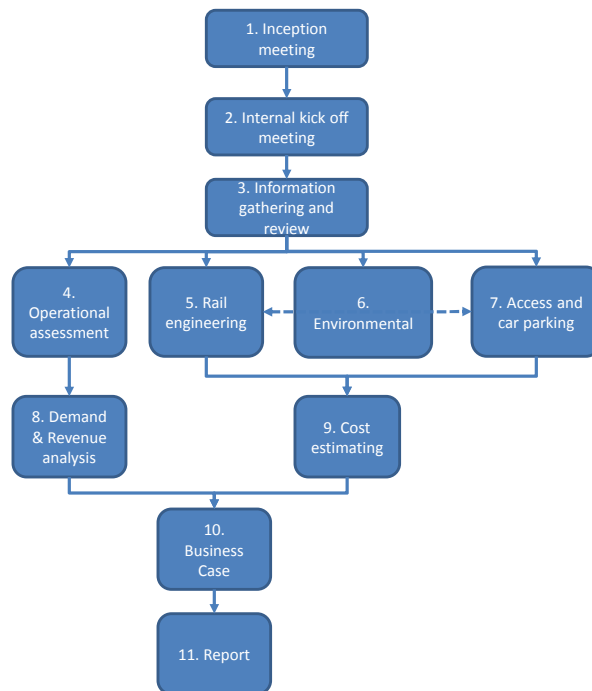 1. Inception
meeting
2. Internal kick off
meeting
3. Information
gathering and
review
4.
Operational
assessment
5. Rail
engineering
6.
Environmental
7. Access and
car parking
8. Demand
& Revenue
analysis
9. Cost
estimating
10.
Business
Case
11. Report